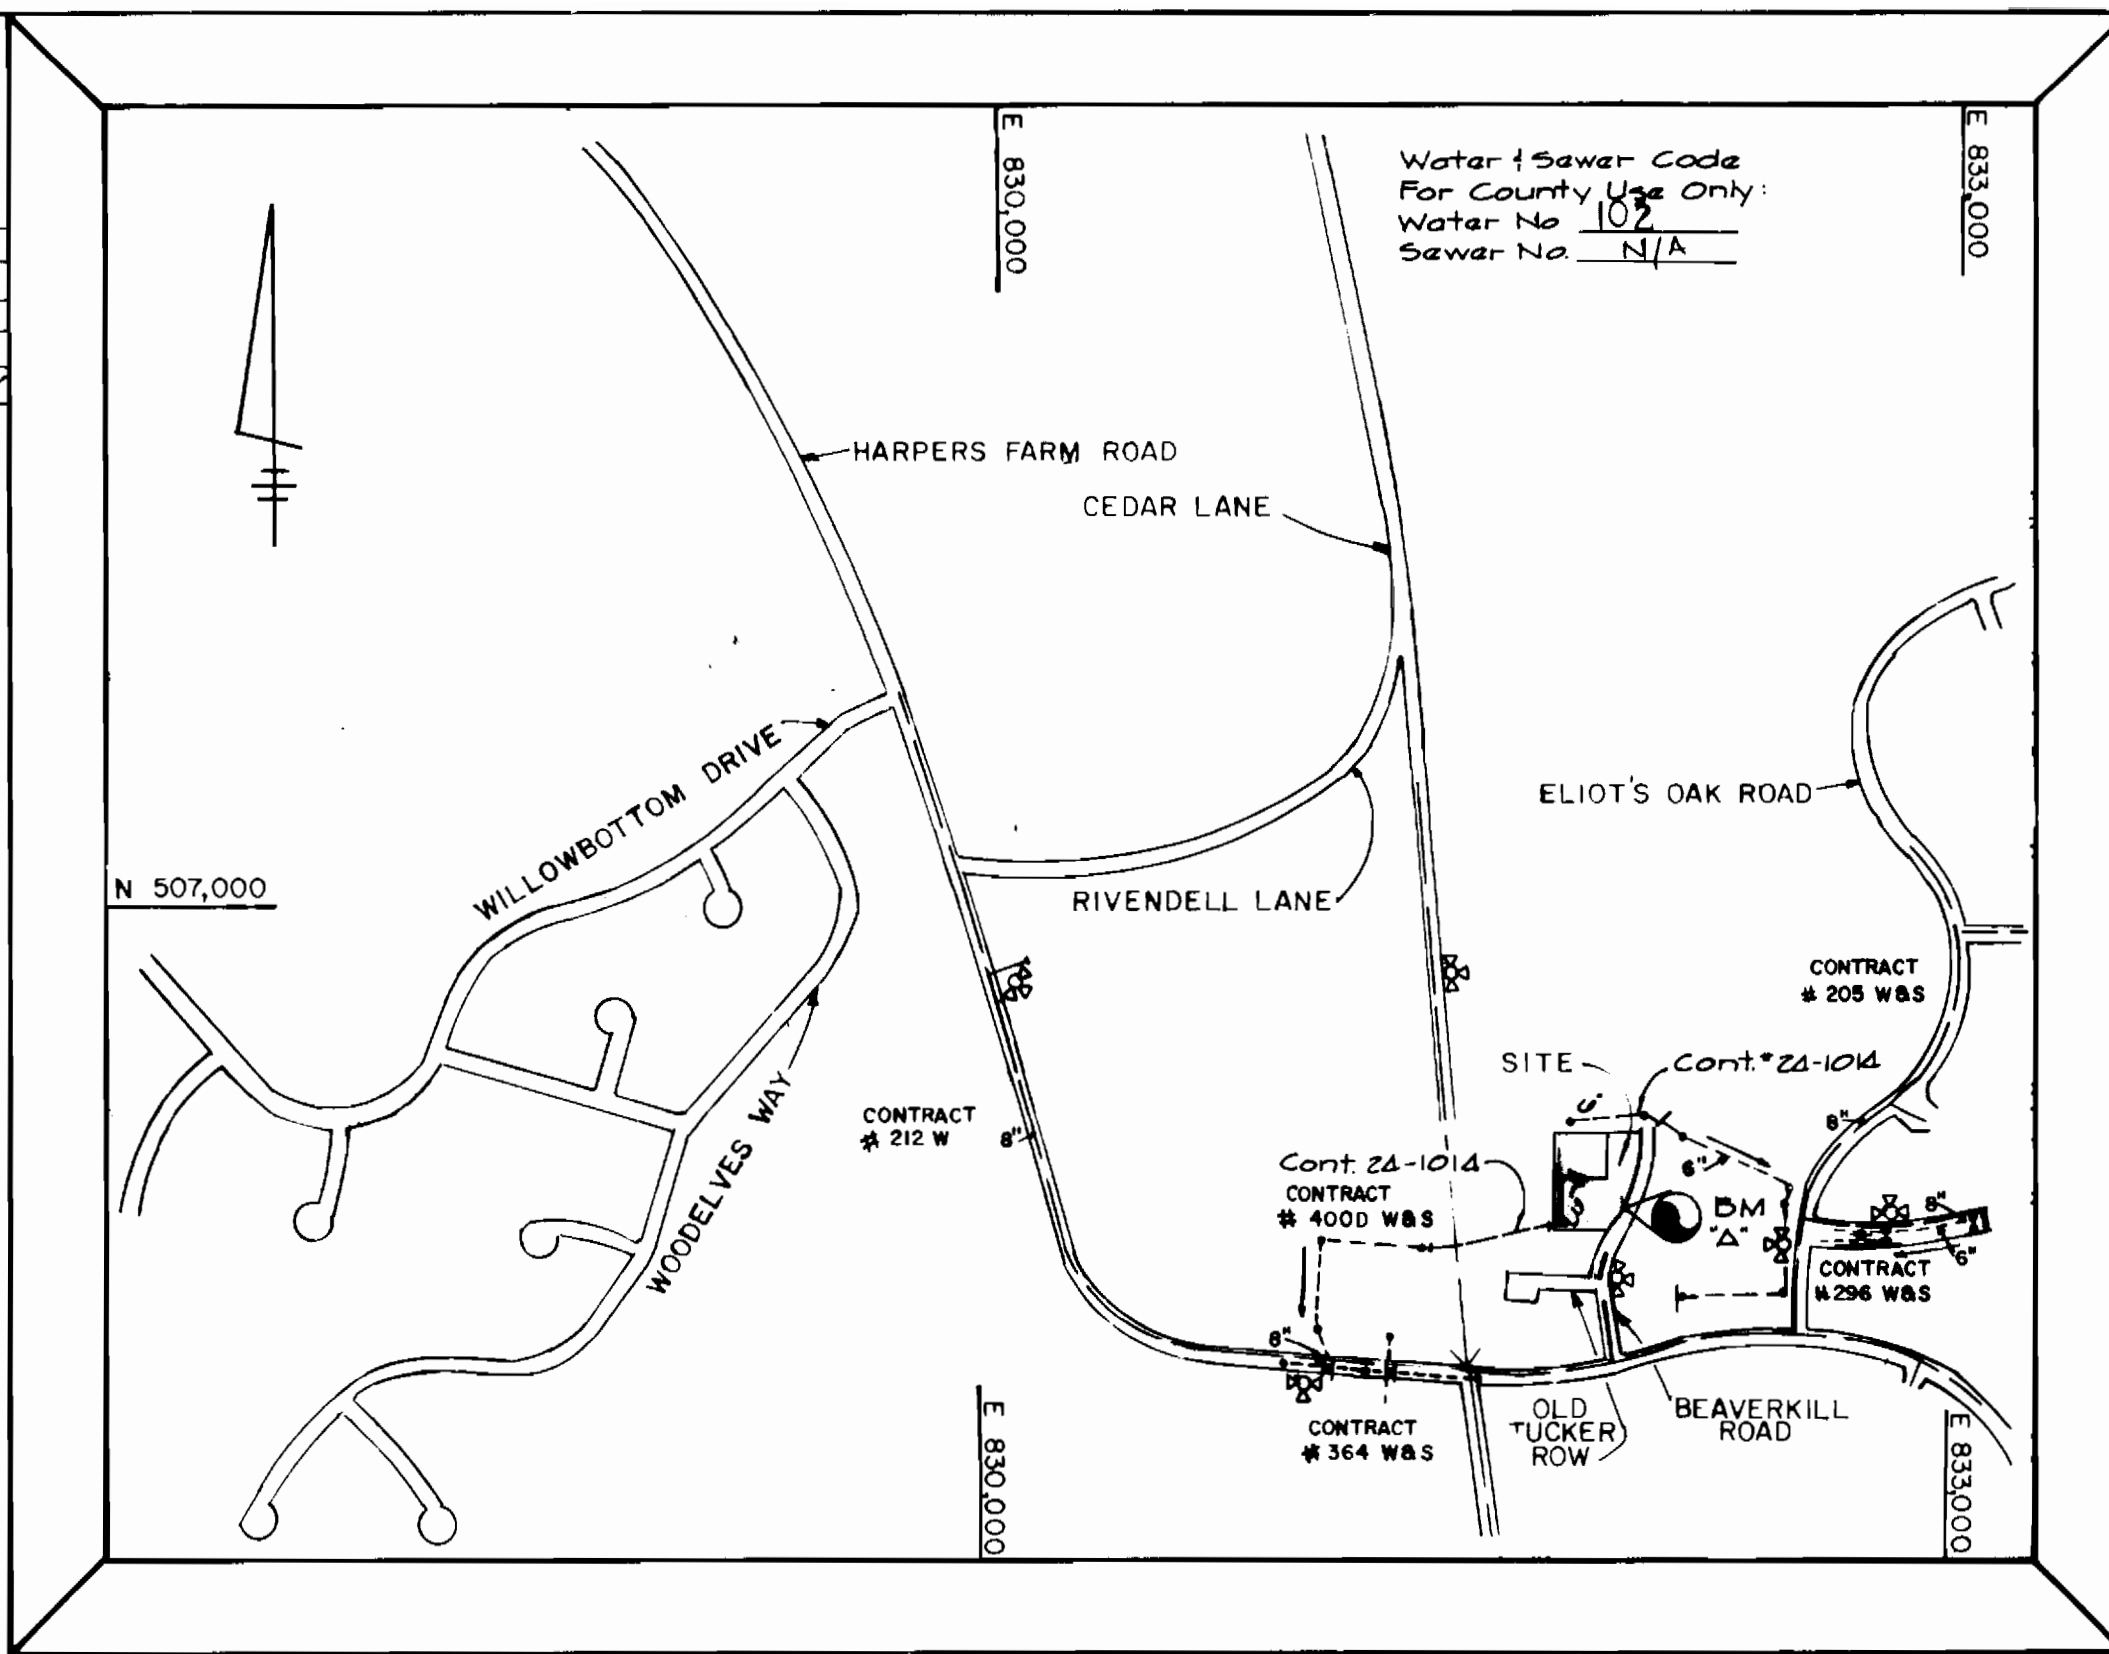 E 830,000
E 833,000
Water & Sewer Code
For County Use Only:
Water No 102
Sewer No. N/A
HARPERS FARM ROAD
CEDAR LANE
WILLOWBOTTOM DRIVE
ELIOT'S OAK ROAD
N 507,000
RIVENDELL LANE
CONTRACT
# 205 W&S
SITE
Cont.# 24-1014
CONTRACT
# 212 W
8"
8"
WOODELVES WAY
Cont. 24-1014
CONTRACT
# 400D W&S
6"
BM
"A"
8"
6"
CONTRACT
#296 W&S
8"
CONTRACT
# 364 W&S
OLD
TUCKER
ROW
BEAVERKILL
ROAD
E 830,000
E 833,000